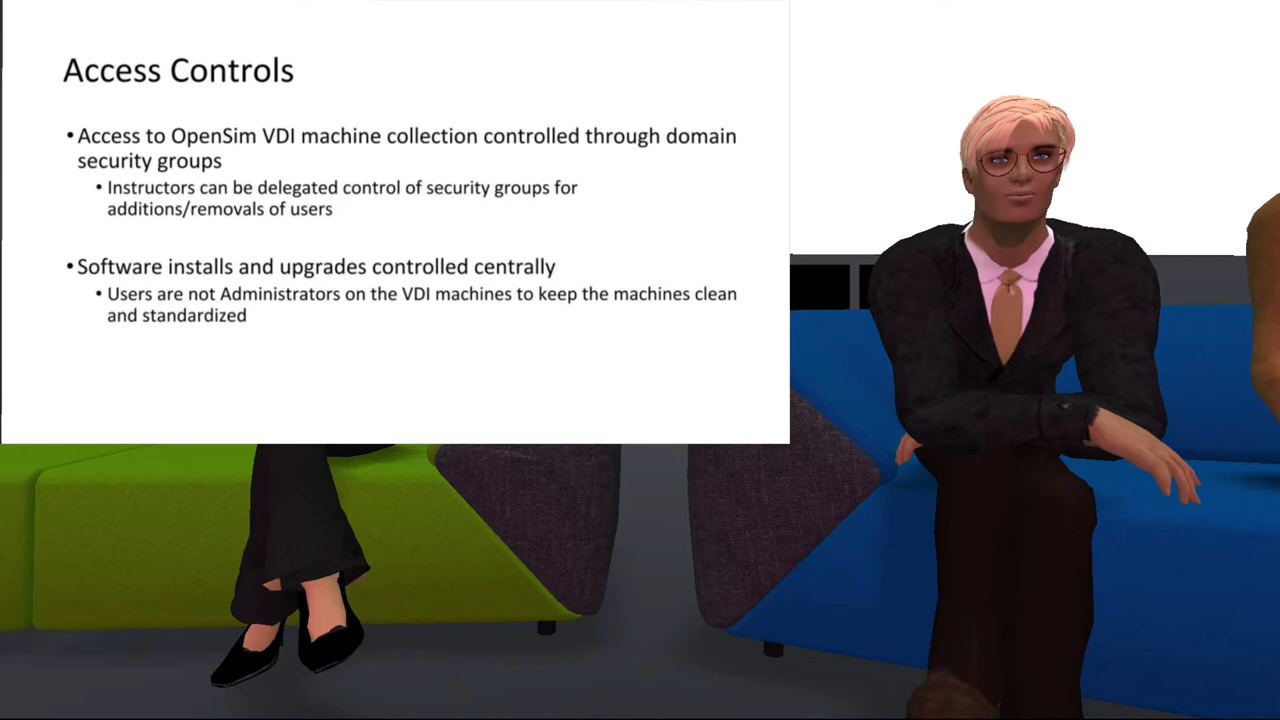 Access Controls
• Access to OpenSim VDI machine collection controlled through domain
security groups
• Instructors can be delegated control of security groups for
additions/removals of users
• Software installs and upgrades controlled centrally
• Users are not Administrators on the VDI machines to keep the machines clean
and standardized